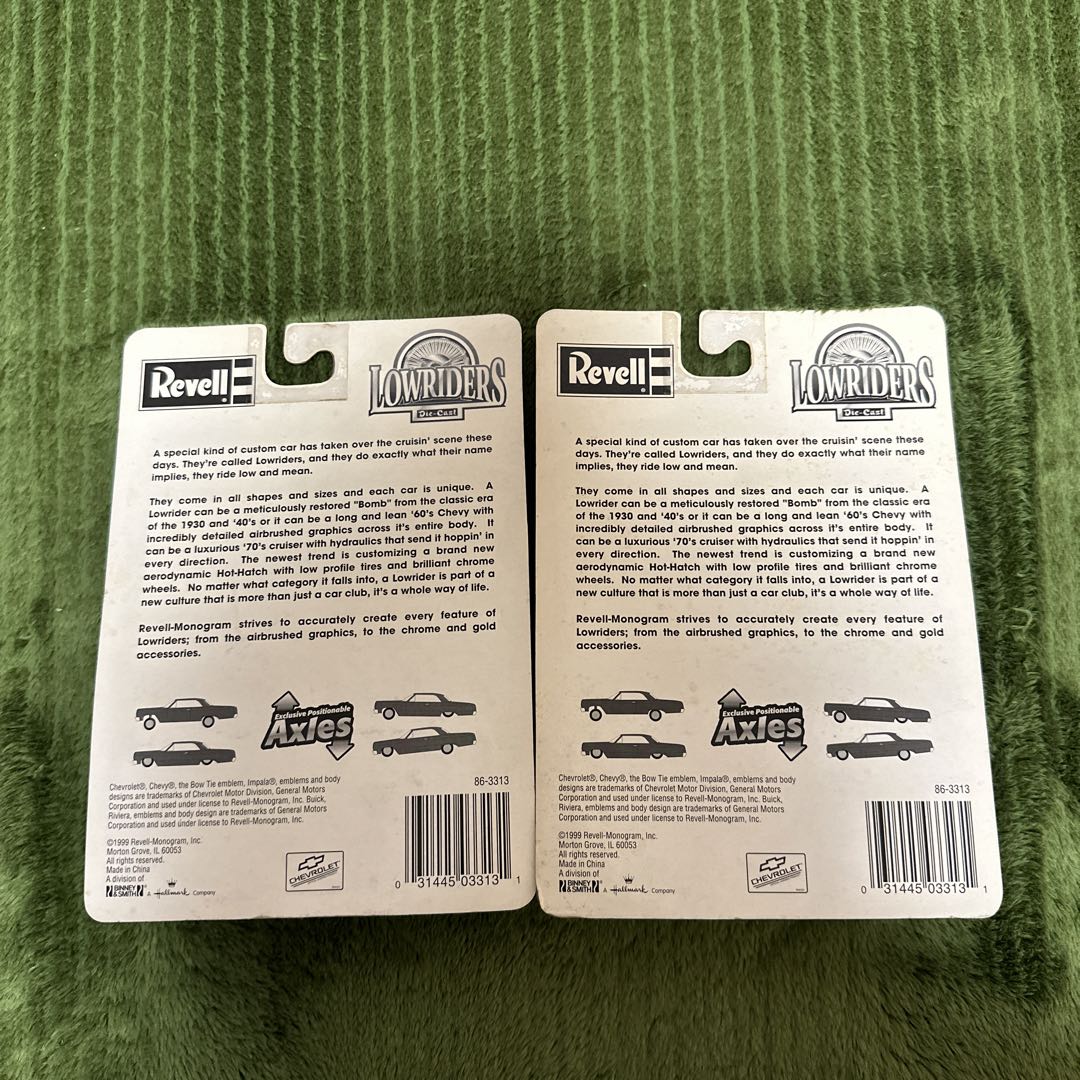 Revell
LOWRIDERS
Die-Cast
A special kind of custom car has taken over the cruisin' scene these
days. They're called Lowriders, and they do exactly what their name
implies, they ride low and mean.
They come in all shapes and sizes and each car is unique. A
Lowrider can be a meticulously restored "Bomb" from the classic era
of the 1930 and '40's or it can be a long and lean '60's Chevy with
incredibly detailed airbrushed graphics across it's entire body. It
can be a luxurious '70's cruiser with hydraulics that send it hoppin' in
every direction. The newest trend is customizing a brand new
aerodynamic Hot-Hatch with low profile tires and brilliant chrome
wheels. No matter what category it falls into, a Lowrider is part of a
new culture that is more than just a car club, it's a whole way of life.
Revell-Monogram strives to accurately create every feature of
Lowriders; from the airbrushed graphics, to the chrome and gold
accessories.
Exclusive Positionable
Axles
Chevrolet®, Chevy®, the Bow Tie emblem, Impala®, emblems and body
designs are trademarks of Chevrolet Motor Division, General Motors
Corporation and used under license to Revell-Monogram, Inc. Buick,
Riviera, emblems and body design are trademarks of General Motors
Corporation and used under license to Revell-Monogram, Inc.
©1999 Revell-Monogram, Inc.
Morton Grove, IL 60053
All rights reserved.
Made in China
A division of
BINNEY
& SMITH® A Hallmark Company
CHEVROLET
86-3313
0 31445 03313 1
Revell
LOWRIDERS
Die-Cast
A special kind of custom car has taken over the cruisin' scene these
days. They're called Lowriders, and they do exactly what their name
implies, they ride low and mean.
They come in all shapes and sizes and each car is unique. A
Lowrider can be a meticulously restored "Bomb" from the classic era
of the 1930 and '40's or it can be a long and lean '60's Chevy with
incredibly detailed airbrushed graphics across it's entire body. It
can be a luxurious '70's cruiser with hydraulics that send it hoppin' in
every direction. The newest trend is customizing a brand new
aerodynamic Hot-Hatch with low profile tires and brilliant chrome
wheels. No matter what category it falls into, a Lowrider is part of a
new culture that is more than just a car club, it's a whole way of life.
Revell-Monogram strives to accurately create every feature of
Lowriders; from the airbrushed graphics, to the chrome and gold
accessories.
Exclusive Positionable
Axles
Chevrolet®, Chevy®, the Bow Tie emblem, Impala®, emblems and body
designs are trademarks of Chevrolet Motor Division, General Motors
Corporation and used under license to Revell-Monogram, Inc. Buick,
Riviera, emblems and body design are trademarks of General Motors
Corporation and used under license to Revell-Monogram, Inc.
©1999 Revell-Monogram, Inc.
Morton Grove, IL 60053
All rights reserved.
Made in China
A division of
BINNEY
& SMITH® A Hallmark Company
CHEVROLET
86-3313
0 31445 03313 1